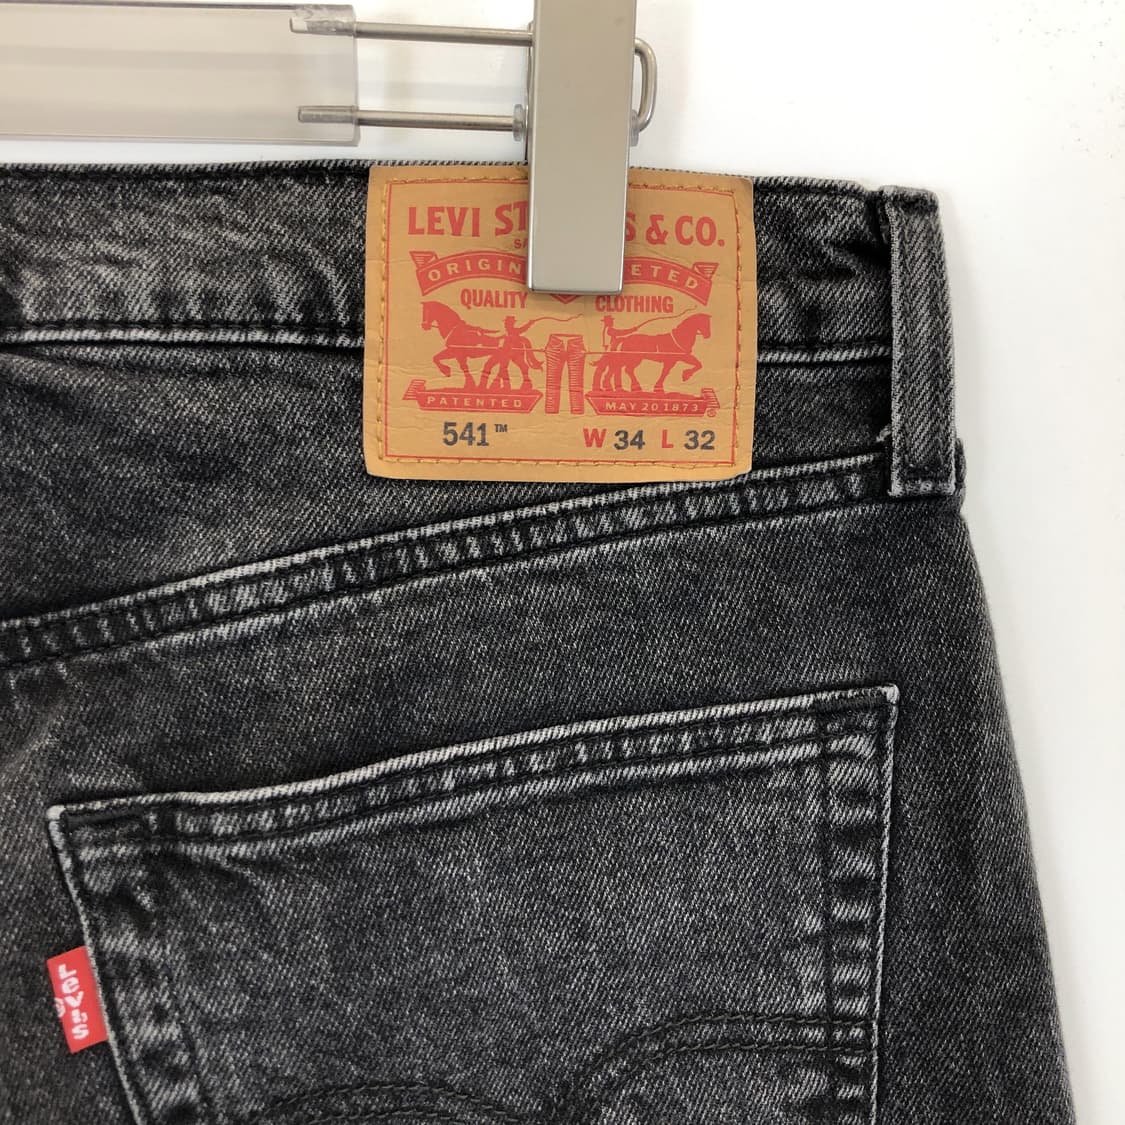 LEVI ST S & CO.
ORIGIN ETED
QUALITY CLOTHING
PATENTED MAY 20 1873 ®
541™ W 34 L 32
Levi's